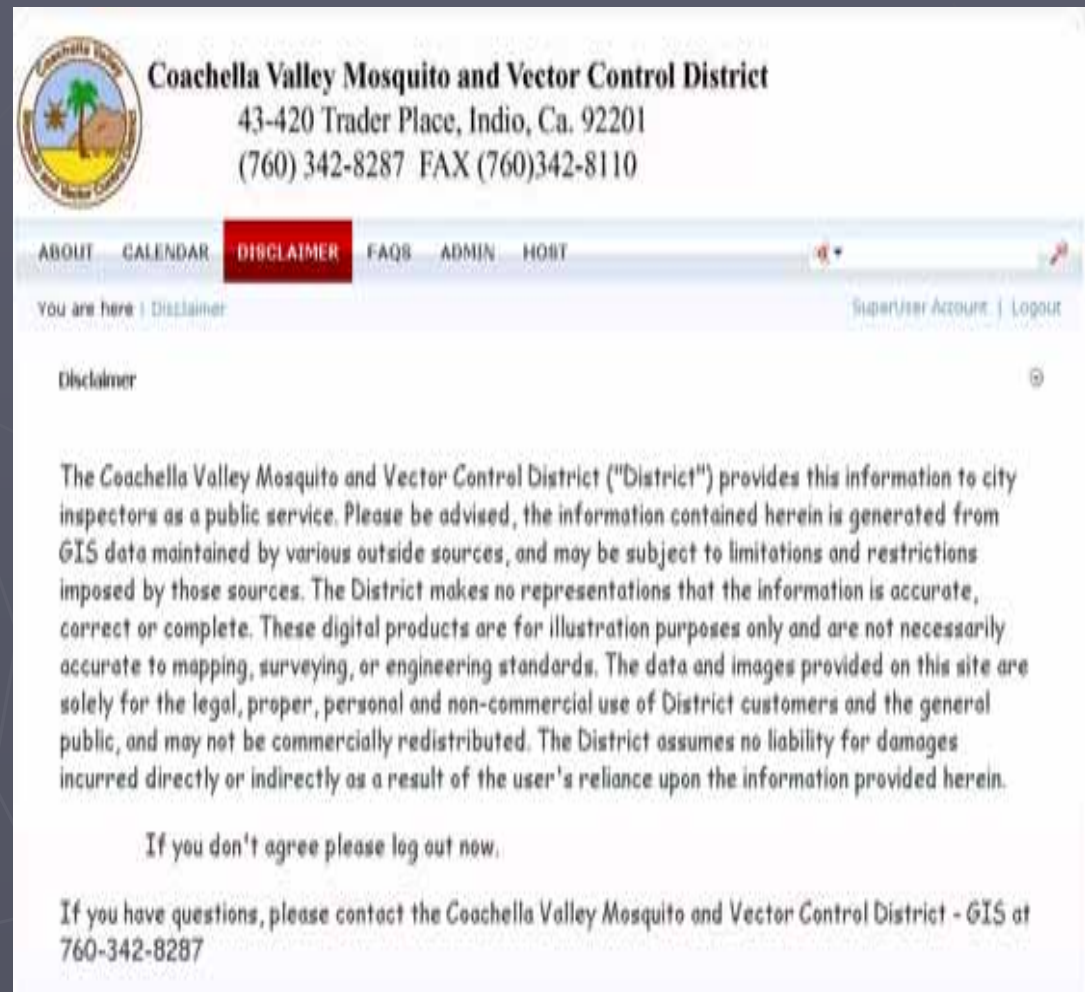 Coachella Valley
Mosquito and Vector Control District
Coachella Valley Mosquito and Vector Control District
43-420 Trader Place, Indio, Ca. 92201
(760) 342-8287 FAX (760)342-8110
ABOUT CALENDAR DISCLAIMER FAQS ADMIN HOST
You are here | Disclaimer SuperUser Account | Logout
Disclaimer
The Coachella Valley Mosquito and Vector Control District ("District") provides this information to city
inspectors as a public service. Please be advised, the information contained herein is generated from
GIS data maintained by various outside sources, and may be subject to limitations and restrictions
imposed by those sources. The District makes no representations that the information is accurate,
correct or complete. These digital products are for illustration purposes only and are not necessarily
accurate to mapping, surveying, or engineering standards. The data and images provided on this site are
solely for the legal, proper, personal and non-commercial use of District customers and the general
public, and may not be commercially redistributed. The District assumes no liability for damages
incurred directly or indirectly as a result of the user's reliance upon the information provided herein.
If you don't agree please log out now.
If you have questions, please contact the Coachella Valley Mosquito and Vector Control District - GIS at
760-342-8287